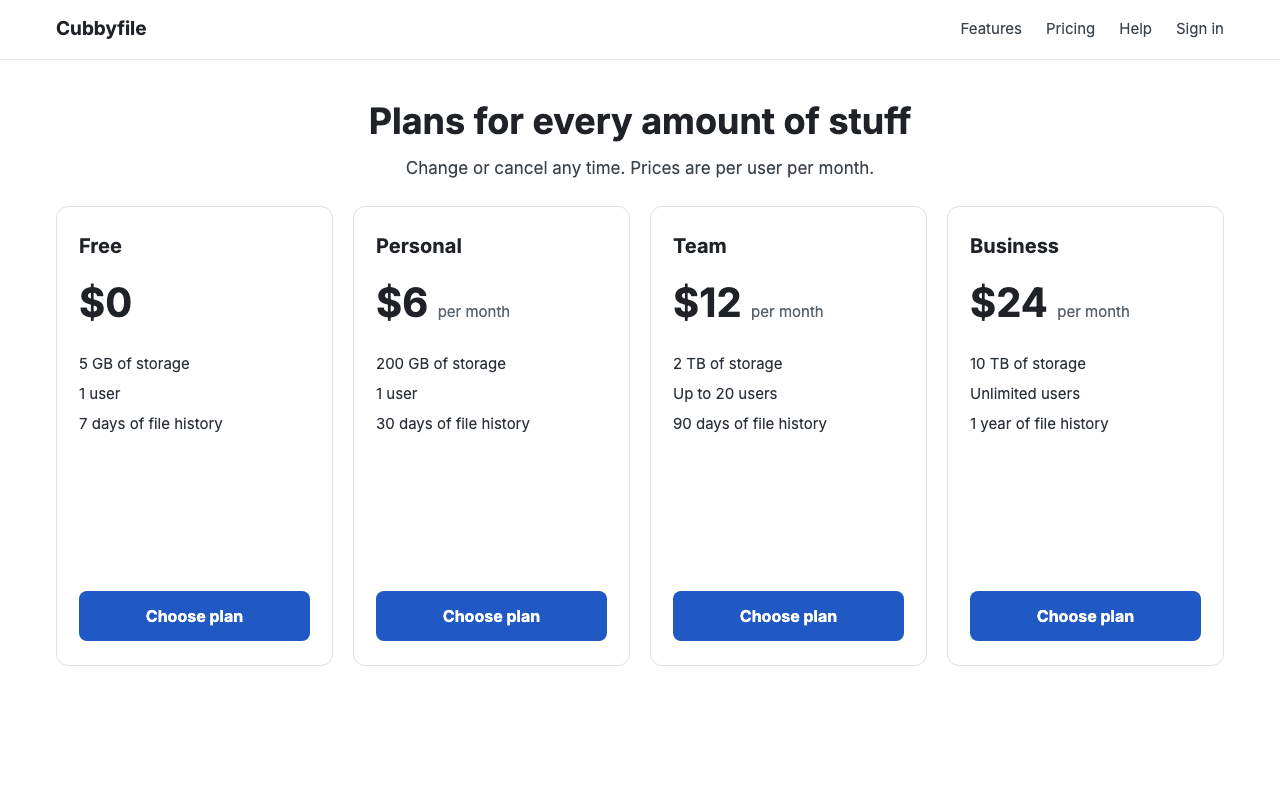 Cubbyfile
Features Pricing Help Sign in
Plans for every amount of stuff
Change or cancel any time. Prices are per user per month.
Free
$0
5 GB of storage
1 user
7 days of file history
Choose plan
Personal
$6 per month
200 GB of storage
1 user
30 days of file history
Choose plan
Team
$12 per month
2 TB of storage
Up to 20 users
90 days of file history
Choose plan
Business
$24 per month
10 TB of storage
Unlimited users
1 year of file history
Choose plan